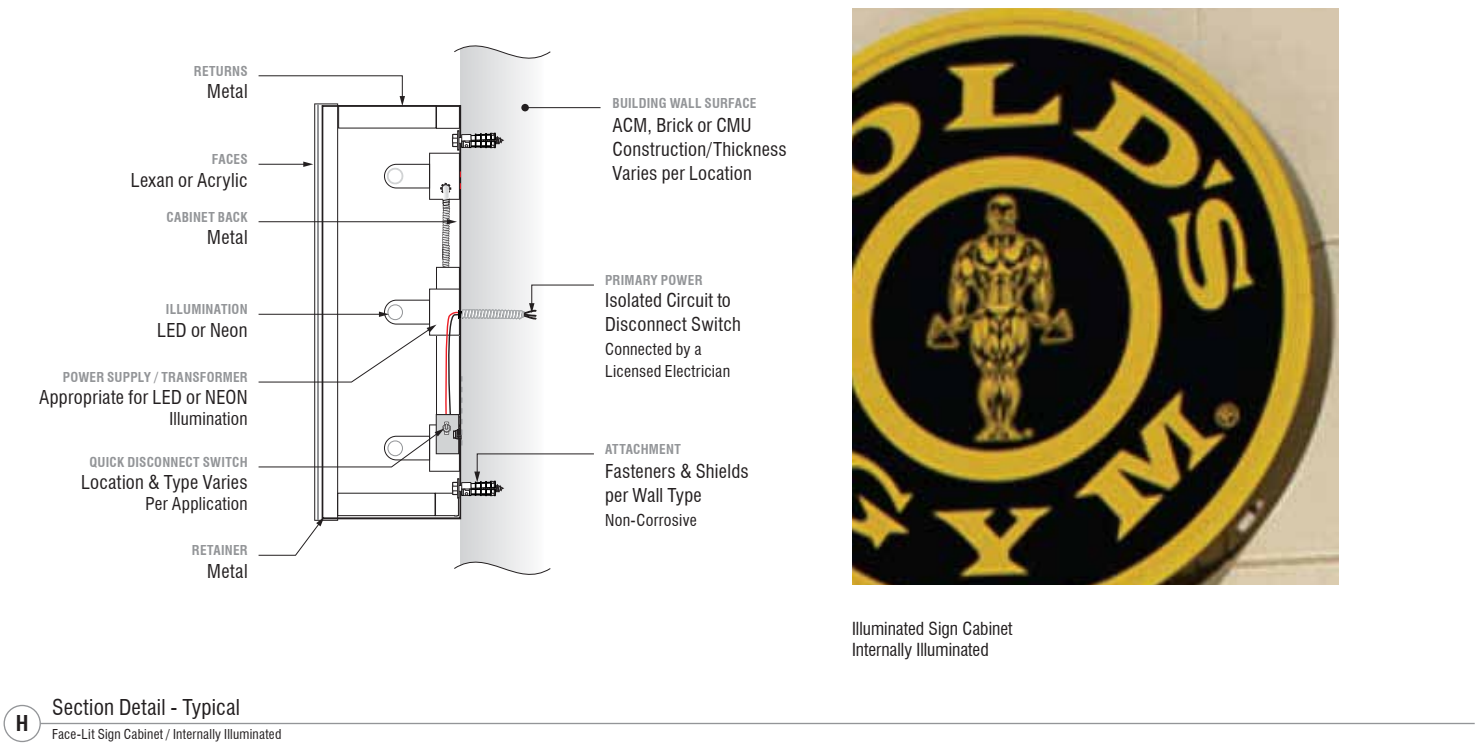 RETURNS
Metal
FACES
Lexan or Acrylic
CABINET BACK
Metal
ILLUMINATION
LED or Neon
POWER SUPPLY / TRANSFORMER
Appropriate for LED or NEON
Illumination
QUICK DISCONNECT SWITCH
Location & Type Varies
Per Application
RETAINER
Metal
BUILDING WALL SURFACE
ACM, Brick or CMU
Construction/Thickness
Varies per Location
PRIMARY POWER
Isolated Circuit to
Disconnect Switch
Connected by a
Licensed Electrician
ATTACHMENT
Fasteners & Shields
per Wall Type
Non-Corrosive
OLD'S
GYM®
Illuminated Sign Cabinet
Internally Illuminated
H
Section Detail - Typical
Face-Lit Sign Cabinet / Internally Illuminated